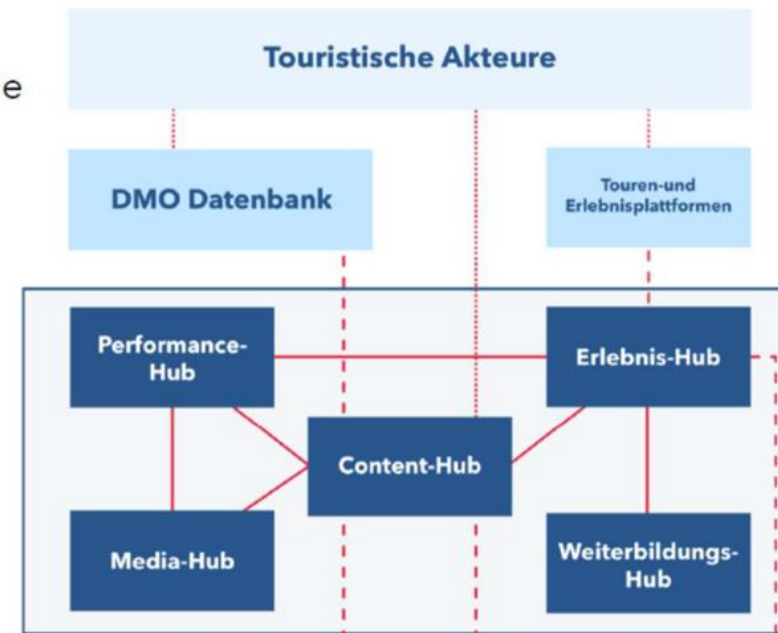 Touristische Akteure
e
DMO Datenbank
Touren-und
Erlebnisplattformen
Performance-
Hub
Erlebnis-Hub
Content-Hub
Media-Hub
Weiterbildungs-
Hub